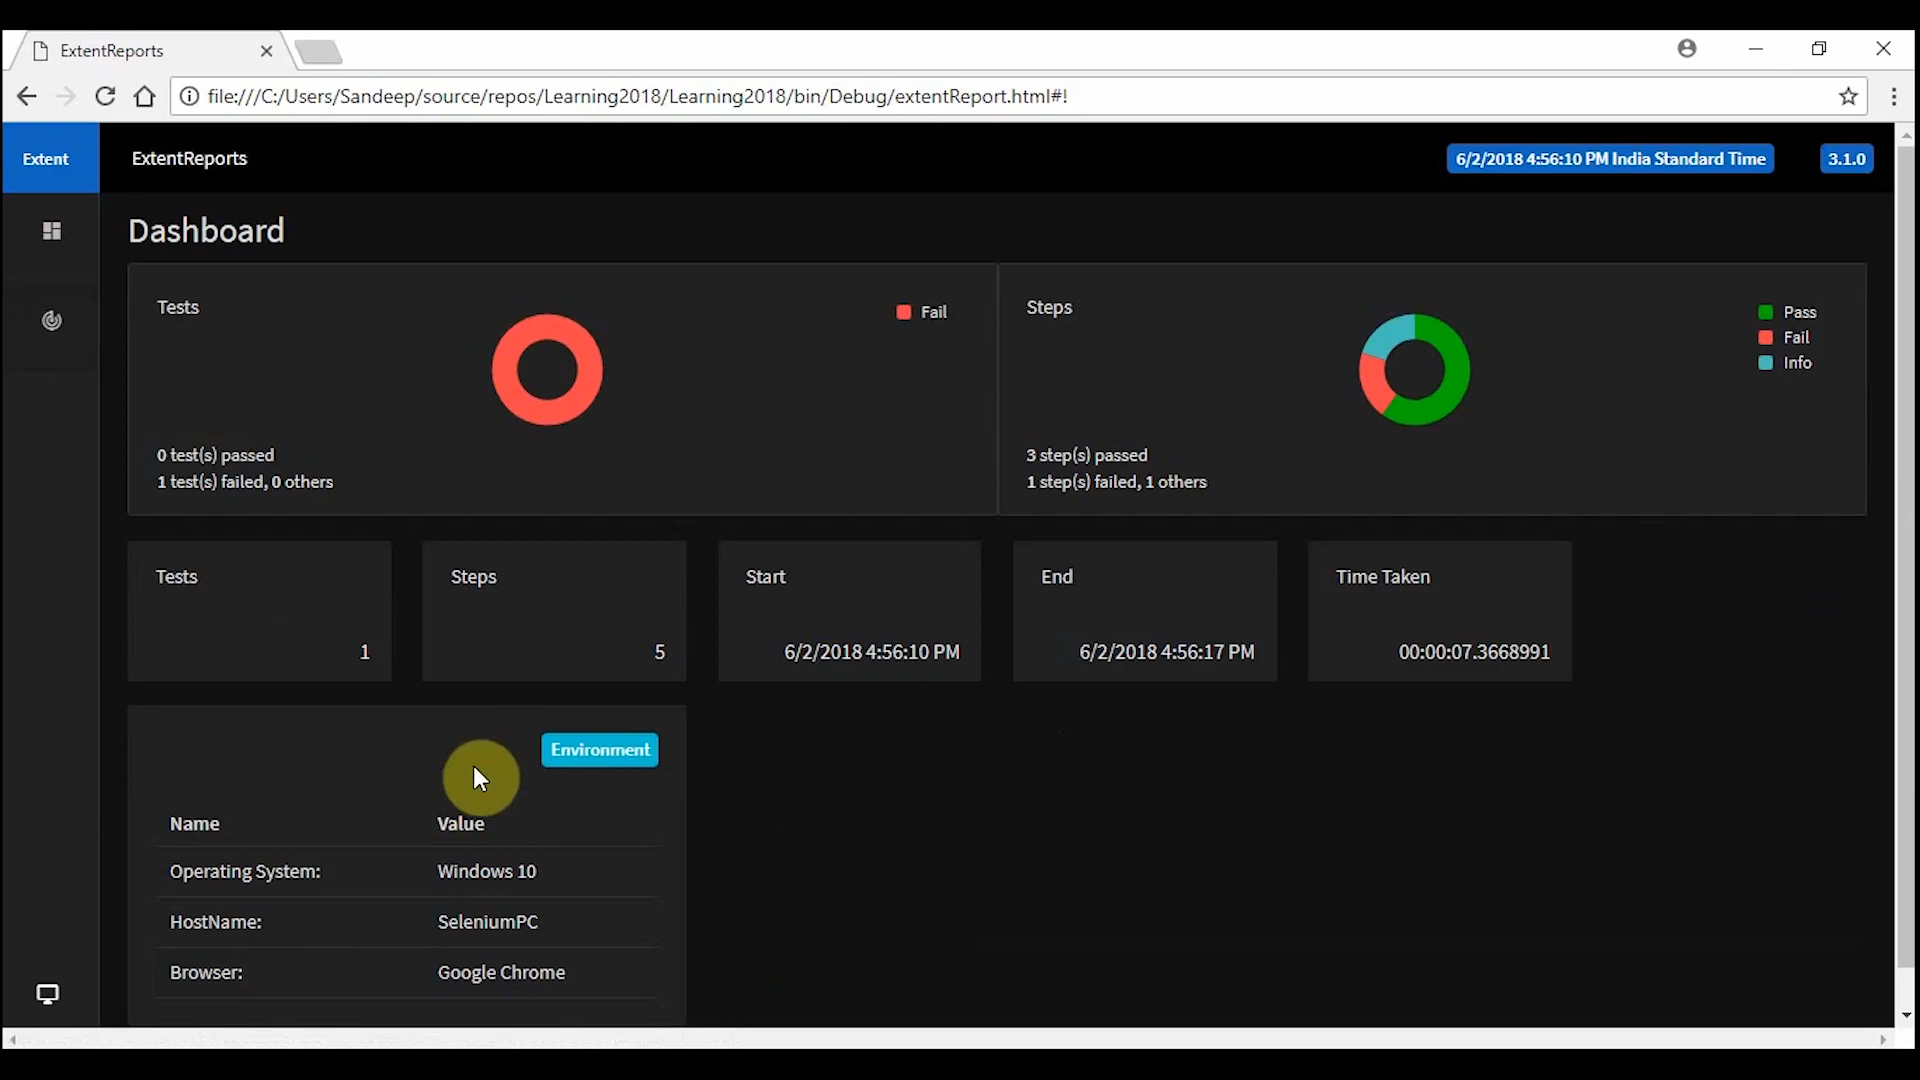 ExtentReports
file:///C:/Users/Sandeep/source/repos/Learning2018/Learning2018/bin/Debug/extentReport.html#!
Extent
ExtentReports
6/2/2018 4:56:10 PM India Standard Time
3.1.0
Dashboard
Tests
Fail
0 test(s) passed
1 test(s) failed, 0 others
Steps
Pass
Fail
Info
3 step(s) passed
1 step(s) failed, 1 others
Tests
1
Steps
5
Start
6/2/2018 4:56:10 PM
End
6/2/2018 4:56:17 PM
Time Taken
00:00:07.3668991
Environment
Name Value
Operating System: Windows 10
HostName: SeleniumPC
Browser: Google Chrome